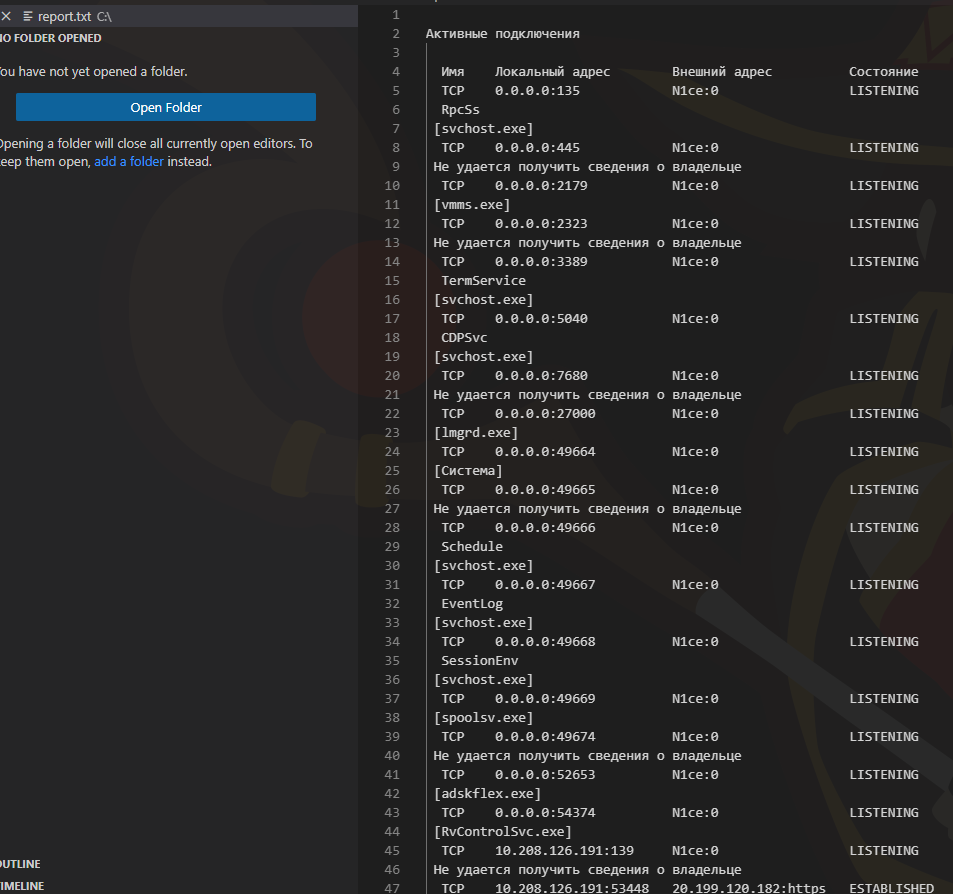 report.txt C:\
NO FOLDER OPENED
You have not yet opened a folder.
Open Folder
Opening a folder will close all currently open editors. To
keep them open, add a folder instead.
OUTLINE
TIMELINE
1
2 Активные подключения
3
4 Имя Локальный адрес Внешний адрес Состояние
5 TCP 0.0.0.0:135 N1ce:0 LISTENING
6 RpcSs
7 [svchost.exe]
8 TCP 0.0.0.0:445 N1ce:0 LISTENING
9 Не удается получить сведения о владельце
10 TCP 0.0.0.0:2179 N1ce:0 LISTENING
11 [vmms.exe]
12 TCP 0.0.0.0:2323 N1ce:0 LISTENING
13 Не удается получить сведения о владельце
14 TCP 0.0.0.0:3389 N1ce:0 LISTENING
15 TermService
16 [svchost.exe]
17 TCP 0.0.0.0:5040 N1ce:0 LISTENING
18 CDPSvc
19 [svchost.exe]
20 TCP 0.0.0.0:7680 N1ce:0 LISTENING
21 Не удается получить сведения о владельце
22 TCP 0.0.0.0:27000 N1ce:0 LISTENING
23 [lmgrd.exe]
24 TCP 0.0.0.0:49664 N1ce:0 LISTENING
25 [Система]
26 TCP 0.0.0.0:49665 N1ce:0 LISTENING
27 Не удается получить сведения о владельце
28 TCP 0.0.0.0:49666 N1ce:0 LISTENING
29 Schedule
30 [svchost.exe]
31 TCP 0.0.0.0:49667 N1ce:0 LISTENING
32 EventLog
33 [svchost.exe]
34 TCP 0.0.0.0:49668 N1ce:0 LISTENING
35 SessionEnv
36 [svchost.exe]
37 TCP 0.0.0.0:49669 N1ce:0 LISTENING
38 [spoolsv.exe]
39 TCP 0.0.0.0:49674 N1ce:0 LISTENING
40 Не удается получить сведения о владельце
41 TCP 0.0.0.0:52653 N1ce:0 LISTENING
42 [adskflex.exe]
43 TCP 0.0.0.0:54374 N1ce:0 LISTENING
44 [RvControlSvc.exe]
45 TCP 10.208.126.191:139 N1ce:0 LISTENING
46 Не удается получить сведения о владельце
47 TCP 10.208.126.191:53448 20.199.120.182:https ESTABLISHED